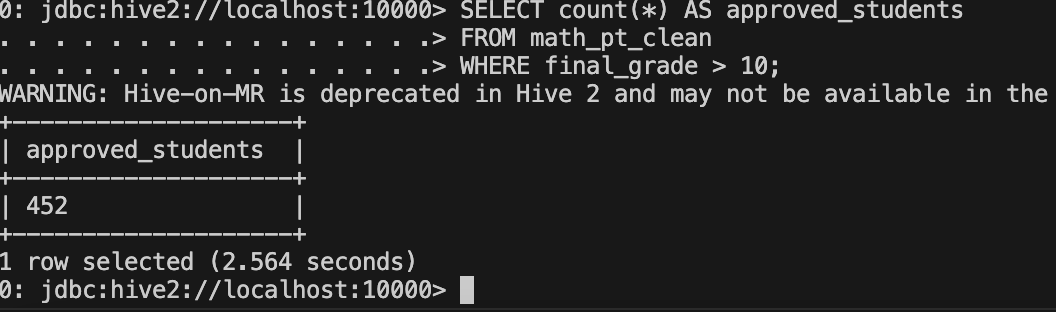 0: jdbc:hive2://localhost:10000> SELECT count(*) AS approved_students
. . . . . . . . . . . . . . . .> FROM math_pt_clean
. . . . . . . . . . . . . . . .> WHERE final_grade > 10;
WARNING: Hive-on-MR is deprecated in Hive 2 and may not be available in the
+--------------------+
| approved_students  |
+--------------------+
| 452                |
+--------------------+
1 row selected (2.564 seconds)
0: jdbc:hive2://localhost:10000>